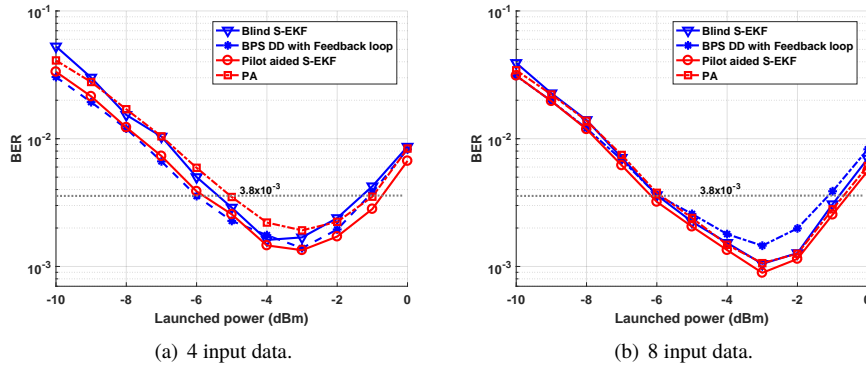 10^-1
Blind S-EKF
BPS DD with Feedback loop
Pilot aided S-EKF
PA
10^-2
BER
3.8x10^-3
10^-3
-10 -8 -6 -4 -2 0
Launched power (dBm)
(a) 4 input data.
10^-1
Blind S-EKF
BPS DD with Feedback loop
Pilot aided S-EKF
PA
10^-2
BER
3.8x10^-3
10^-3
-10 -8 -6 -4 -2 0
Launched power (dBm)
(b) 8 input data.